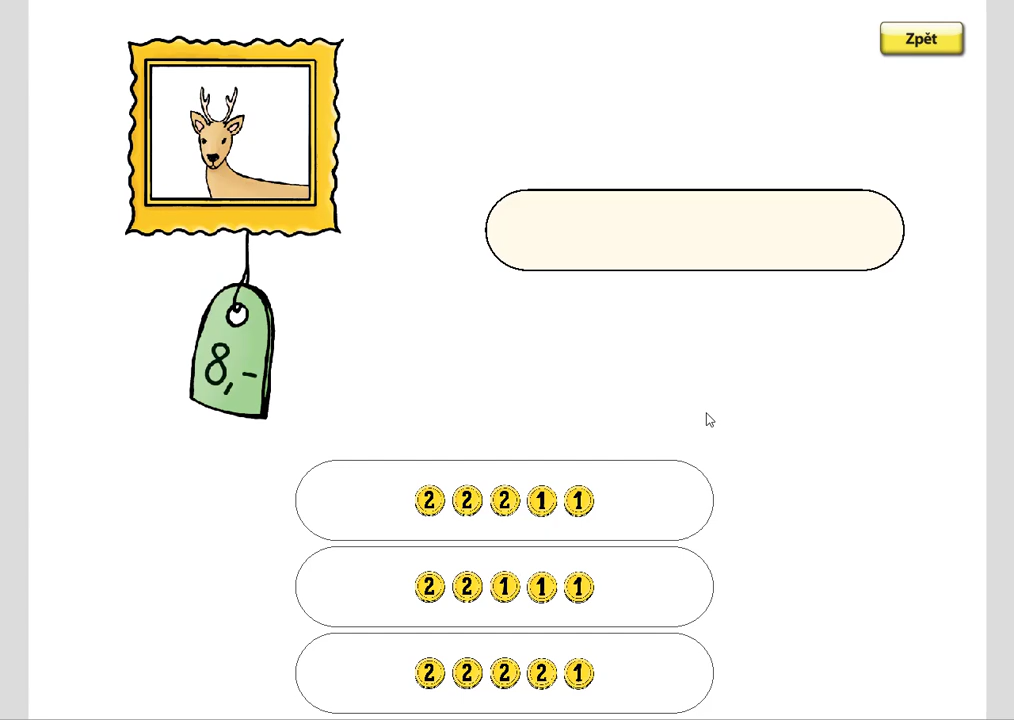 Zpět
8,-
2 2 2 1 1
2 2 1 1 1
2 2 2 2 1